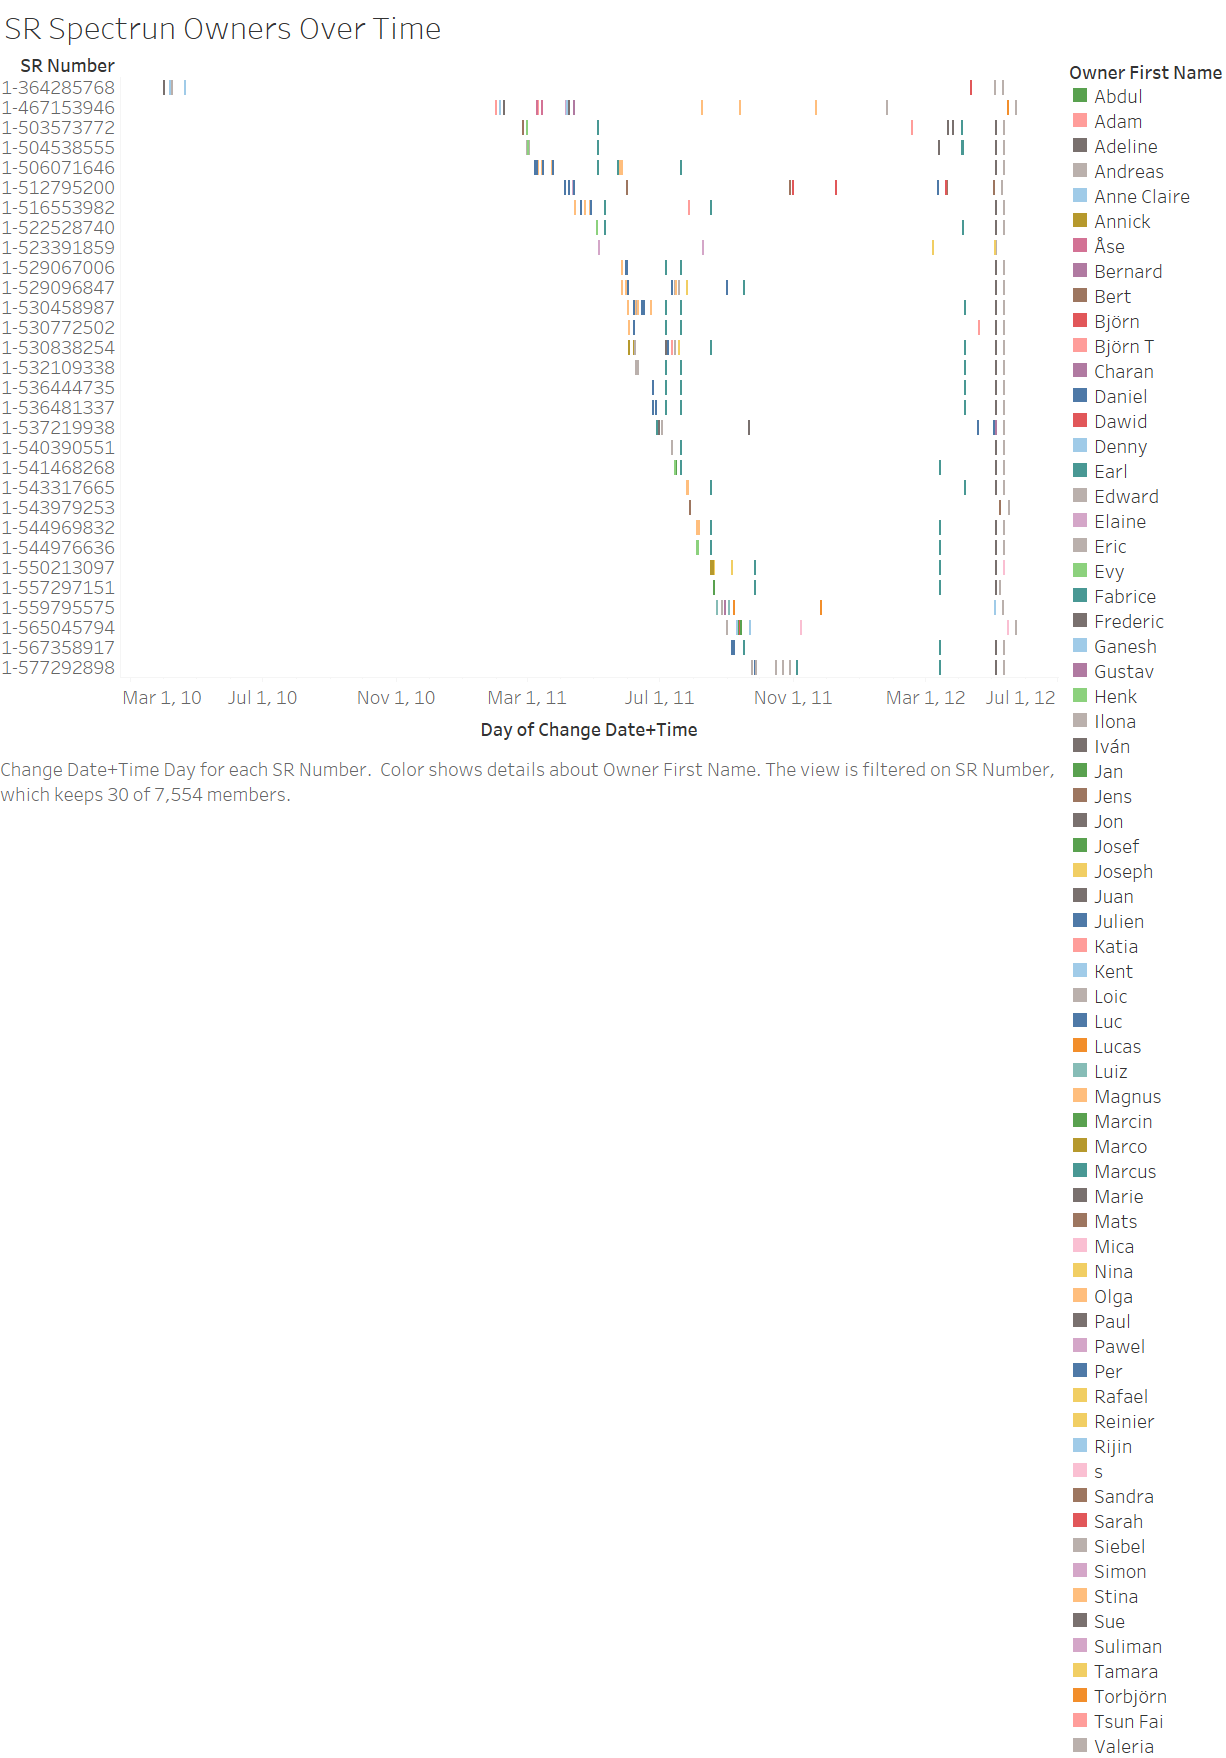 SR Spectrun Owners Over Time
SR Number
1-364285768
1-467153946
1-503573772
1-504538555
1-506071646
1-512795200
1-516553982
1-522528740
1-523391859
1-529067006
1-529096847
1-530458987
1-530772502
1-530838254
1-532109338
1-536444735
1-536481337
1-537219938
1-540390551
1-541468268
1-543317665
1-543979253
1-544969832
1-544976636
1-550213097
1-557297151
1-559795575
1-565045794
1-567358917
1-577292898
Mar 1, 10 Jul 1, 10 Nov 1, 10 Mar 1, 11 Jul 1, 11 Nov 1, 11 Mar 1, 12 Jul 1, 12
Day of Change Date+Time
Change Date+Time Day for each SR Number. Color shows details about Owner First Name. The view is filtered on SR Number,
which keeps 30 of 7,554 members.
Owner First Name
Abdul
Adam
Adeline
Andreas
Anne Claire
Annick
Åse
Bernard
Bert
Björn
Björn T
Charan
Daniel
Dawid
Denny
Earl
Edward
Elaine
Eric
Evy
Fabrice
Frederic
Ganesh
Gustav
Henk
Ilona
Iván
Jan
Jens
Jon
Josef
Joseph
Juan
Julien
Katia
Kent
Loic
Luc
Lucas
Luiz
Magnus
Marcin
Marco
Marcus
Marie
Mats
Mica
Nina
Olga
Paul
Pawel
Per
Rafael
Reinier
Rijin
s
Sandra
Sarah
Siebel
Simon
Stina
Sue
Suliman
Tamara
Torbjörn
Tsun Fai
Valeria